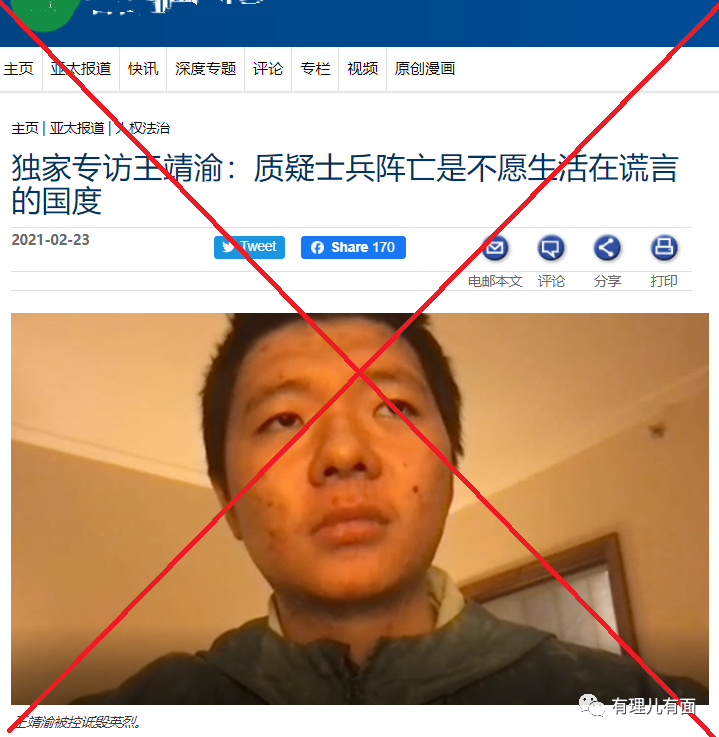 主页 亚太报道 快讯 深度专题 评论 专栏 视频 原创漫画
主页 | 亚太报道 | 人权法治
独家专访王靖渝：质疑士兵阵亡是不愿生活在谎言
的国度
2021-02-23
Tweet
Share 170
电邮本文 评论 分享 打印
有理儿有面
王靖渝被控诋毁英烈。